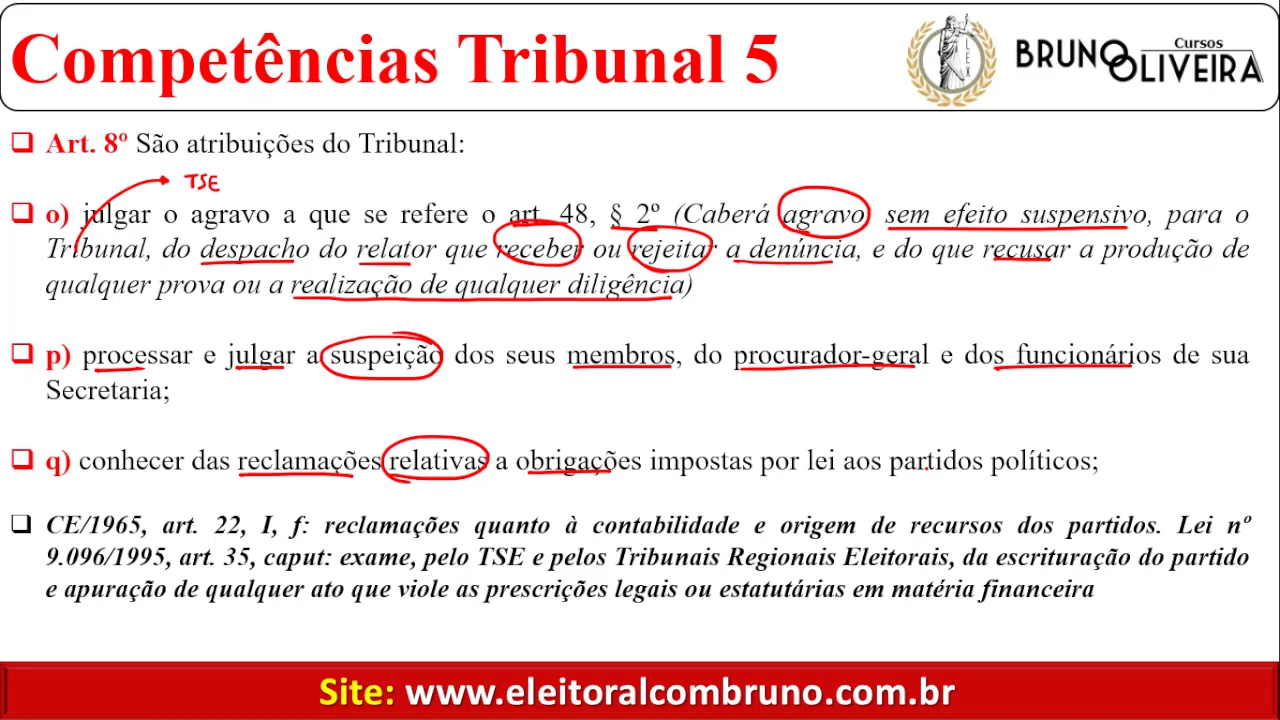 Competências Tribunal 5
Cursos
BRUNO OLIVEIRA
LEX
Art. 8º São atribuições do Tribunal:
TSE
o) julgar o agravo a que se refere o art. 48, § 2º (Caberá agravo sem efeito suspensivo, para o
Tribunal, do despacho do relator que receber ou rejeitar a denúncia, e do que recusar a produção de
qualquer prova ou a realização de qualquer diligência)
p) processar e julgar a suspeição dos seus membros, do procurador-geral e dos funcionários de sua
Secretaria;
q) conhecer das reclamações relativas a obrigações impostas por lei aos partidos políticos;
CE/1965, art. 22, I, f: reclamações quanto à contabilidade e origem de recursos dos partidos. Lei nº
9.096/1995, art. 35, caput: exame, pelo TSE e pelos Tribunais Regionais Eleitorais, da escrituração do partido
e apuração de qualquer ato que viole as prescrições legais ou estatutárias em matéria financeira
Site: www.eleitoralcombruno.com.br